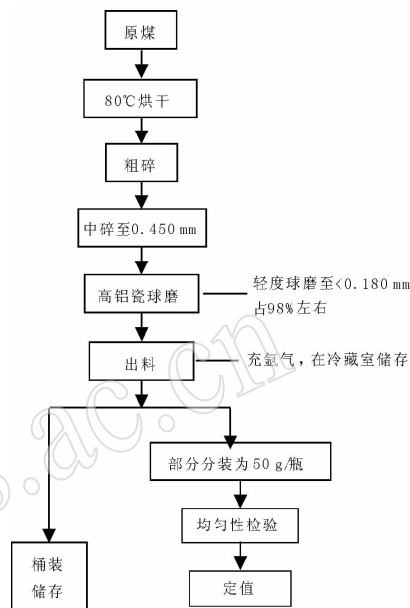 原煤
80℃烘干
粗碎
中碎至0.450 mm
高铝瓷球磨
轻度球磨至<0.180 mm
占98%左右
出料
充氩气,在冷藏室储存
部分分装为50 g/瓶
均匀性检验
桶装
储存
定值
s.ac.cn